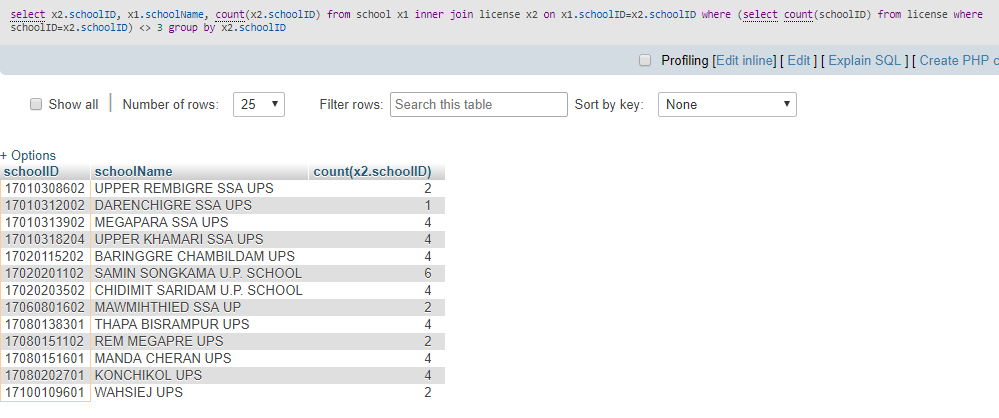 select x2.schoolID, x1.schoolName, count(x2.schoolID) from school x1 inner join license x2 on x1.schoolID=x2.schoolID where (select count(schoolID) from license where
schoolID=x2.schoolID) <> 3 group by x2.schoolID
Profiling [Edit inline] [ Edit ] [ Explain SQL ] [ Create PHP c
Show all | Number of rows: 25 Filter rows: Search this table Sort by key: None
+ Options
schoolID schoolName count(x2.schoolID)
17010308602 UPPER REMBIGRE SSA UPS 2
17010312002 DARENCHIGRE SSA UPS 1
17010313902 MEGAPARA SSA UPS 4
17010318204 UPPER KHAMARI SSA UPS 4
17020115202 BARINGGRE CHAMBILDAM UPS 4
17020201102 SAMIN SONGKAMA U.P. SCHOOL 6
17020203502 CHIDIMIT SARIDAM U.P. SCHOOL 4
17060801602 MAWMIHTHIED SSA UP 2
17080138301 THAPA BISRAMPUR UPS 4
17080151102 REM MEGAPRE UPS 2
17080151601 MANDA CHERAN UPS 4
17080202701 KONCHIKOL UPS 4
17100109601 WAHSIEJ UPS 2